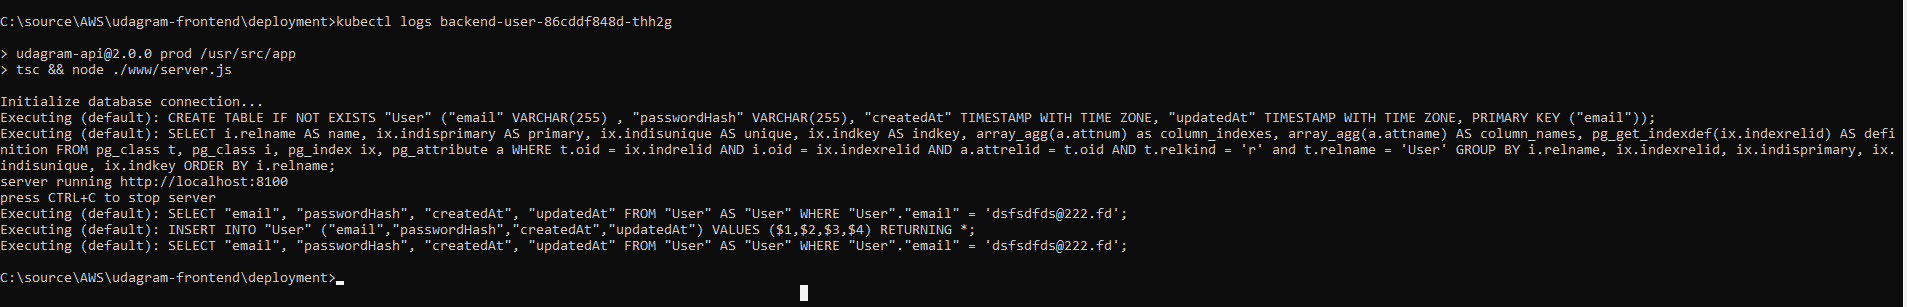 C:\source\AWS\udagram-frontend\deployment>kubectl logs backend-user-86cddf848d-thh2g
> udagram-api@2.0.0 prod /usr/src/app
> tsc && node ./www/server.js
Initialize database connection...
Executing (default): CREATE TABLE IF NOT EXISTS "User" ("email" VARCHAR(255) , "passwordHash" VARCHAR(255), "createdAt" TIMESTAMP WITH TIME ZONE, "updatedAt" TIMESTAMP WITH TIME ZONE, PRIMARY KEY ("email"));
Executing (default): SELECT i.relname AS name, ix.indisprimary AS primary, ix.indisunique AS unique, ix.indkey AS indkey, array_agg(a.attnum) as column_indexes, array_agg(a.attname) AS column_names, pg_get_indexdef(ix.indexrelid) AS defi
nition FROM pg_class t, pg_class i, pg_index ix, pg_attribute a WHERE t.oid = ix.indrelid AND i.oid = ix.indexrelid AND a.attrelid = t.oid AND t.relkind = 'r' and t.relname = 'User' GROUP BY i.relname, ix.indexrelid, ix.indisprimary, ix.
indisunique, ix.indkey ORDER BY i.relname;
server running http://localhost:8100
press CTRL+C to stop server
Executing (default): SELECT "email", "passwordHash", "createdAt", "updatedAt" FROM "User" AS "User" WHERE "User"."email" = 'dsfsdfds@222.fd';
Executing (default): INSERT INTO "User" ("email","passwordHash","createdAt","updatedAt") VALUES ($1,$2,$3,$4) RETURNING *;
Executing (default): SELECT "email", "passwordHash", "createdAt", "updatedAt" FROM "User" AS "User" WHERE "User"."email" = 'dsfsdfds@222.fd';
C:\source\AWS\udagram-frontend\deployment>